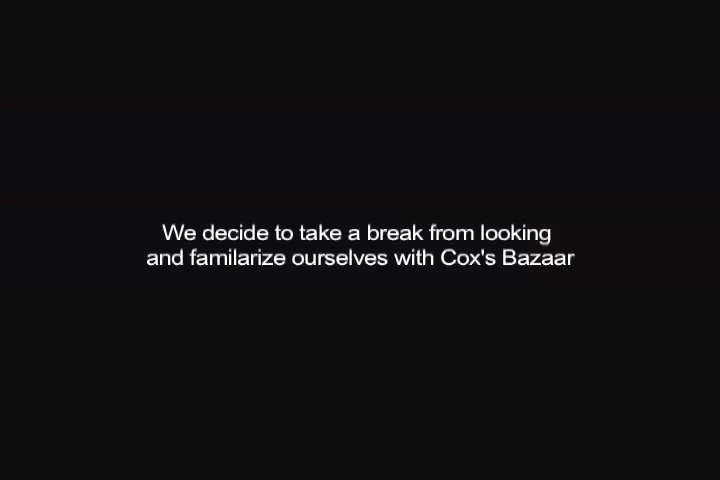 We decide to take a break from looking
and familarize ourselves with Cox's Bazaar